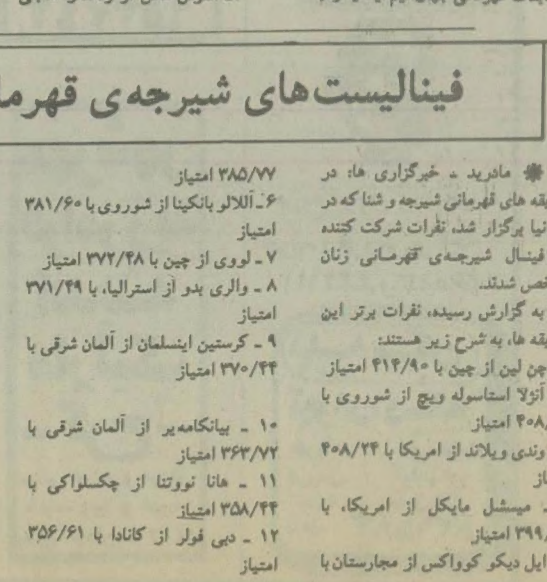 فینالیست‌های شیرجه‌ی قهرما
❋ مادرید ـ خبرگزاری ها: در
قه های قهرمانی شیرجه و شنا که در
نیا برگزار شد، نفرات شرکت کننده
فینال شیرجه‌ی قهرمانی زنان
خص شدند.
به گزارش رسیده، نفرات برتر این
قه ها، به شرح زیر هستند:
چن لین از چین با ۴۱۴/۹۰ امتیاز
آنژلا استاسوله ویچ از شوروی با
۴۰۸/ امتیاز
وندی ویلاند از امریکا با ۴۰۸/۲۴
از
ـ میشل مایکل از امریکا، با
۳۹۹/ امتیاز
ایل دیکو کوواکس از مجارستان با
۳۸۵/۷۷ امتیاز
۶ ـ آللالو بانکینا از شوروی با ۳۸۱/۶۰
امتیاز
۷ ـ لووی از چین با ۳۷۲/۴۸ امتیاز
۸ ـ والری بدو از استرالیا، با ۳۷۱/۴۹
امتیاز
۹ ـ کرستین اینسلمان از آلمان شرقی با
۳۷۰/۴۴ امتیاز
۱۰ ـ بیانکامه‌یر از آلمان شرقی با
۳۶۳/۷۲ امتیاز
۱۱ ـ هانا نووتنا از چکسلواکی با
۳۵۸/۴۴ امتیاز
۱۲ ـ دبی فولر از کانادا با ۳۵۶/۶۱
امتیاز